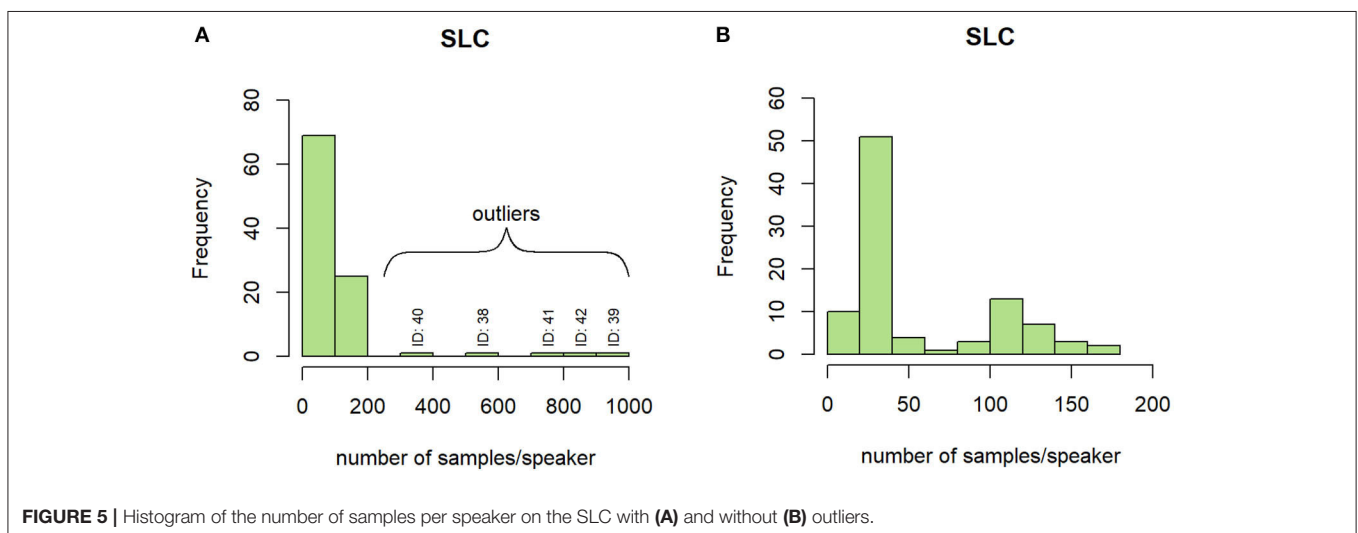 A
SLC
80
60
40
20
0
Frequency
outliers
ID: 40
ID: 38
ID: 41
ID: 42
ID: 39
0 200 400 600 800 1000
number of samples/speaker
B
SLC
60
50
40
30
20
10
0
Frequency
0 50 100 150 200
number of samples/speaker
FIGURE 5 | Histogram of the number of samples per speaker on the SLC with (A) and without (B) outliers.